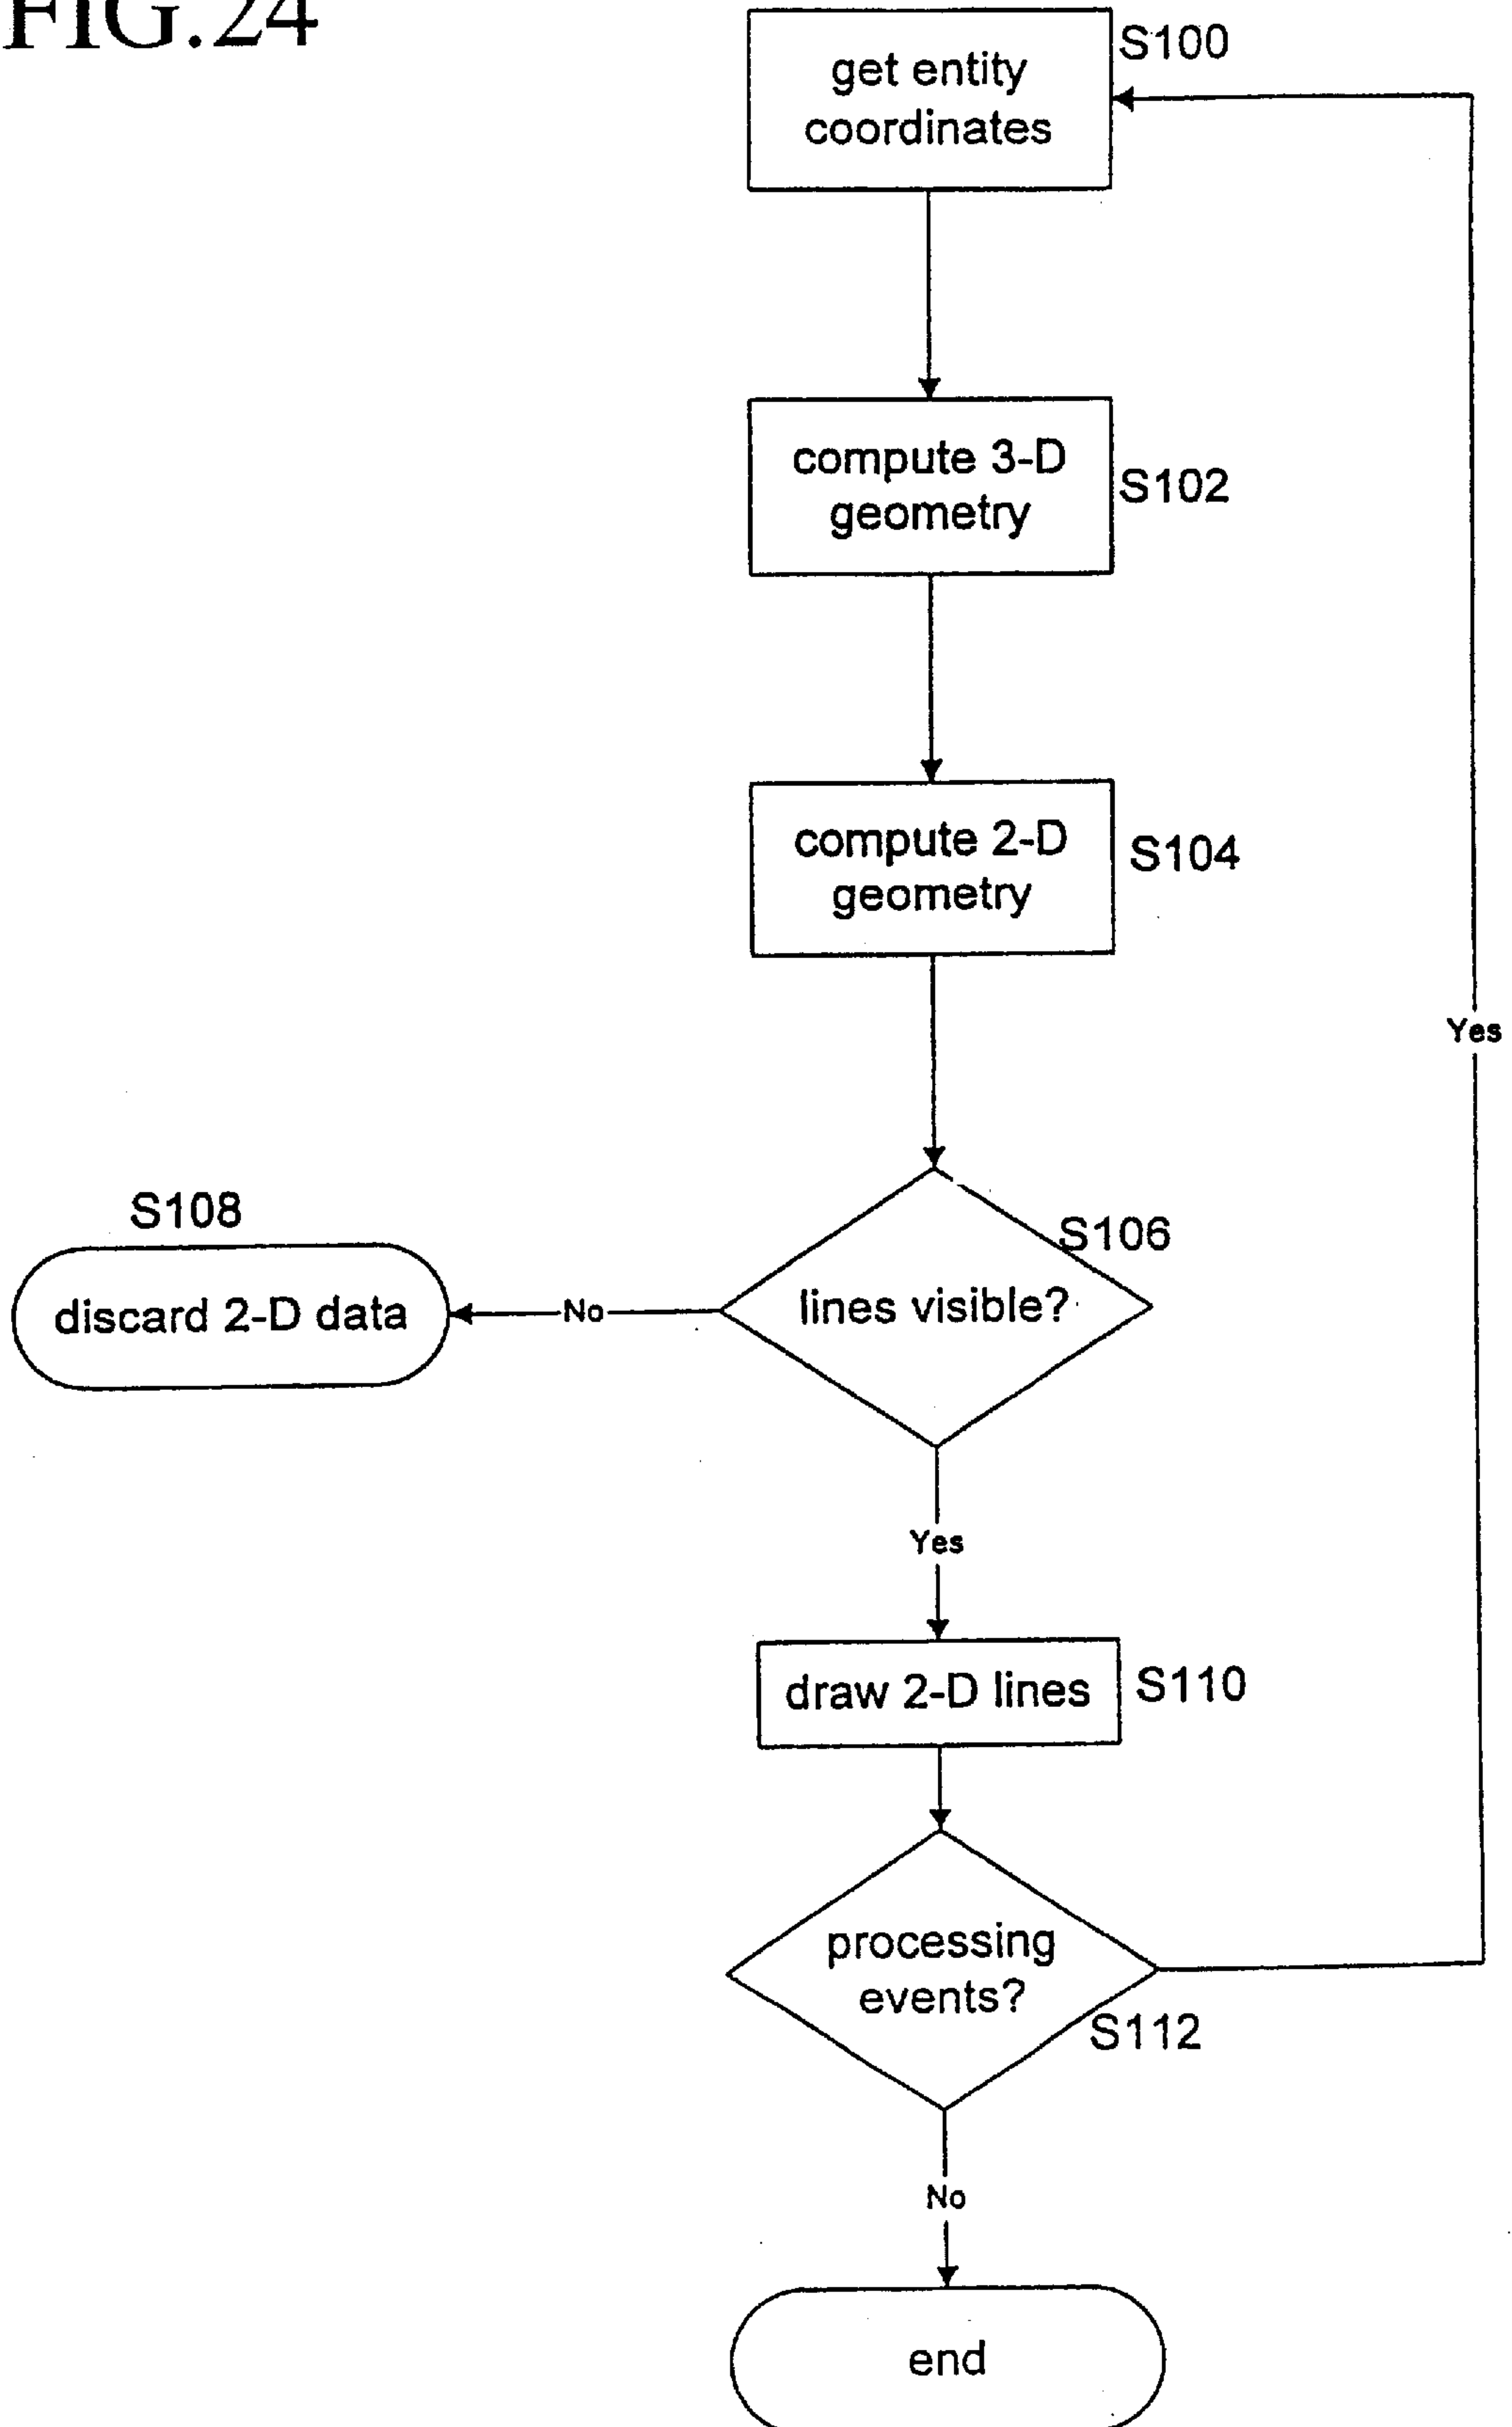 FIG.24
get entity
coordinates
S100
compute 3-D
geometry
S102
compute 2-D
geometry
S104
Yes
S108
S106
discard 2-D data
No
lines visible?
Yes
draw 2-D lines
S110
processing
events?
S112
No
end